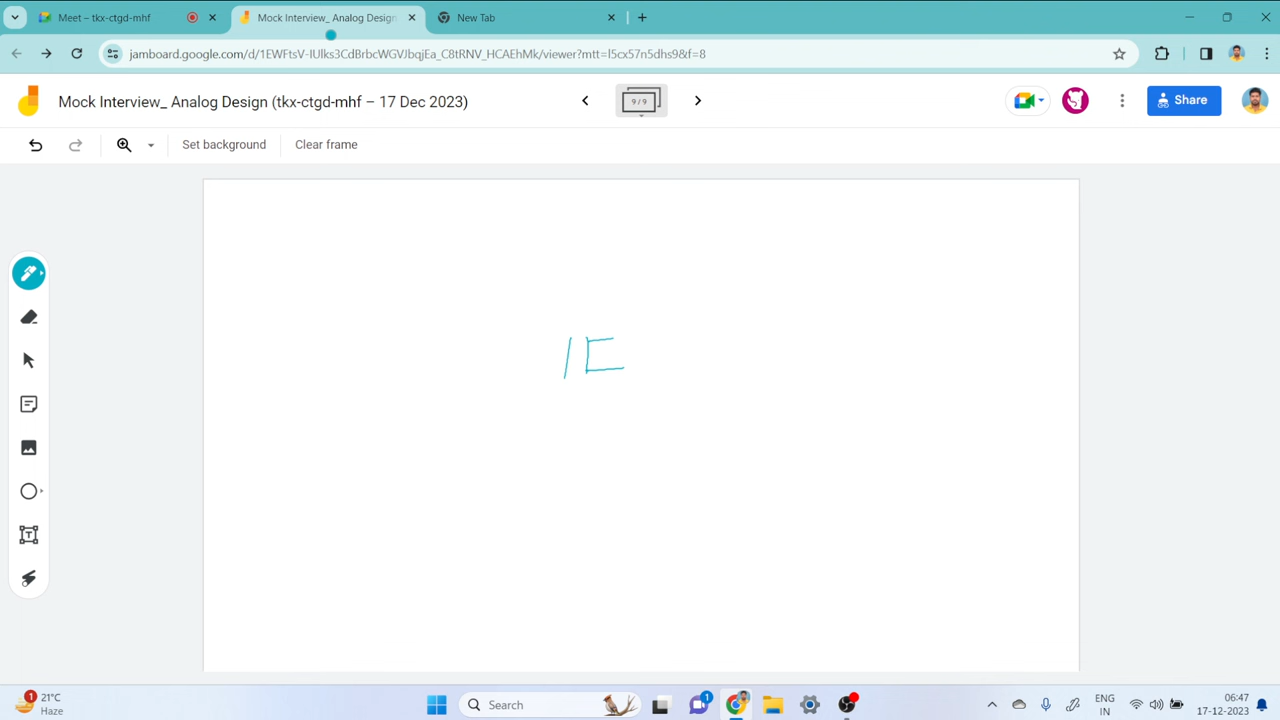 Meet – tkx-ctgd-mhf
Mock Interview_ Analog Design
New Tab
jamboard.google.com/d/1EWFtsV-IUlks3CdBrbcWGVJbqjEa_C8tRNV_HCAEhMk/viewer?mtt=l5cx57n5dhs9&f=8
Mock Interview_ Analog Design (tkx-ctgd-mhf – 17 Dec 2023)
9 / 9
Share
Set background
Clear frame
1
21°C
Haze
Search
1
ENG
IN
06:47
17-12-2023